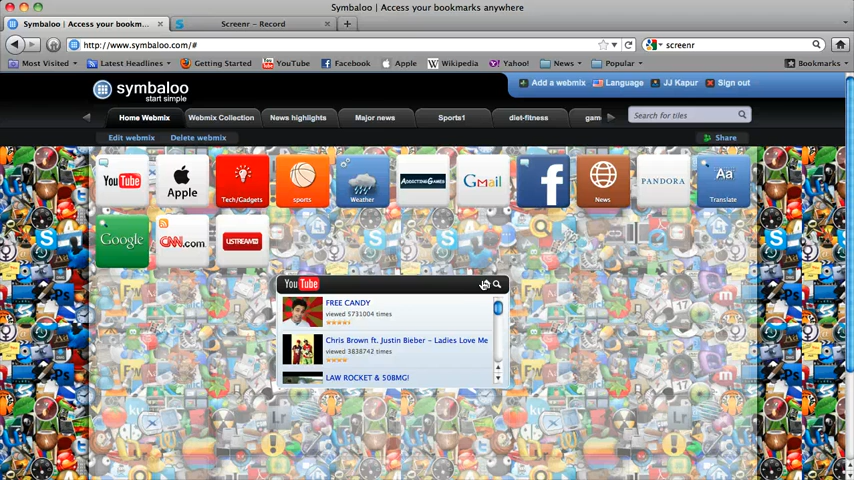 Symbaloo | Access your bookmarks anywhere
Symbaloo | Access your bookm...
Screenr - Record
http://www.symbaloo.com/#
screenr
Most Visited
Latest Headlines
Getting Started
YouTube
Facebook
Apple
Wikipedia
Yahoo!
News
Popular
Bookmarks
symbaloo
start simple
Add a webmix
Language
JJ Kapur
Sign out
Home Webmix
Webmix Collection
News highlights
Major news
Sports1
diet-fitness
gam
Search for tiles
Edit webmix
Delete webmix
Share
YouTube
Apple
Tech/Gadgets
sports
Weather
ADDICTINGGAMES
Gmail
f
News
PANDORA
Aa
Translate
Google
CNN.com
USTREAM
YouTube
FREE CANDY
viewed 5731004 times
Chris Brown ft. Justin Bieber - Ladies Love Me
viewed 3838742 times
LAW ROCKET & 50BMG!